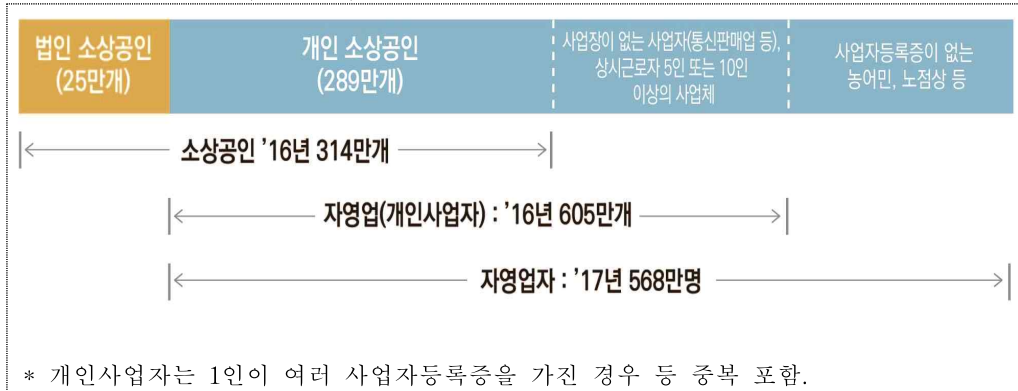 법인 소상공인
(25만개)
개인 소상공인
(289만개)
사업장이 없는 사업자(통신판매업 등),
상시근로자 5인 또는 10인
이상의 사업체
사업자등록증이 없는
농어민, 노점상 등
소상공인 ’16년 314만개
자영업(개인사업자) : ’16년 605만개
자영업자 : ’17년 568만명
* 개인사업자는 1인이 여러 사업자등록증을 가진 경우 등 중복 포함.